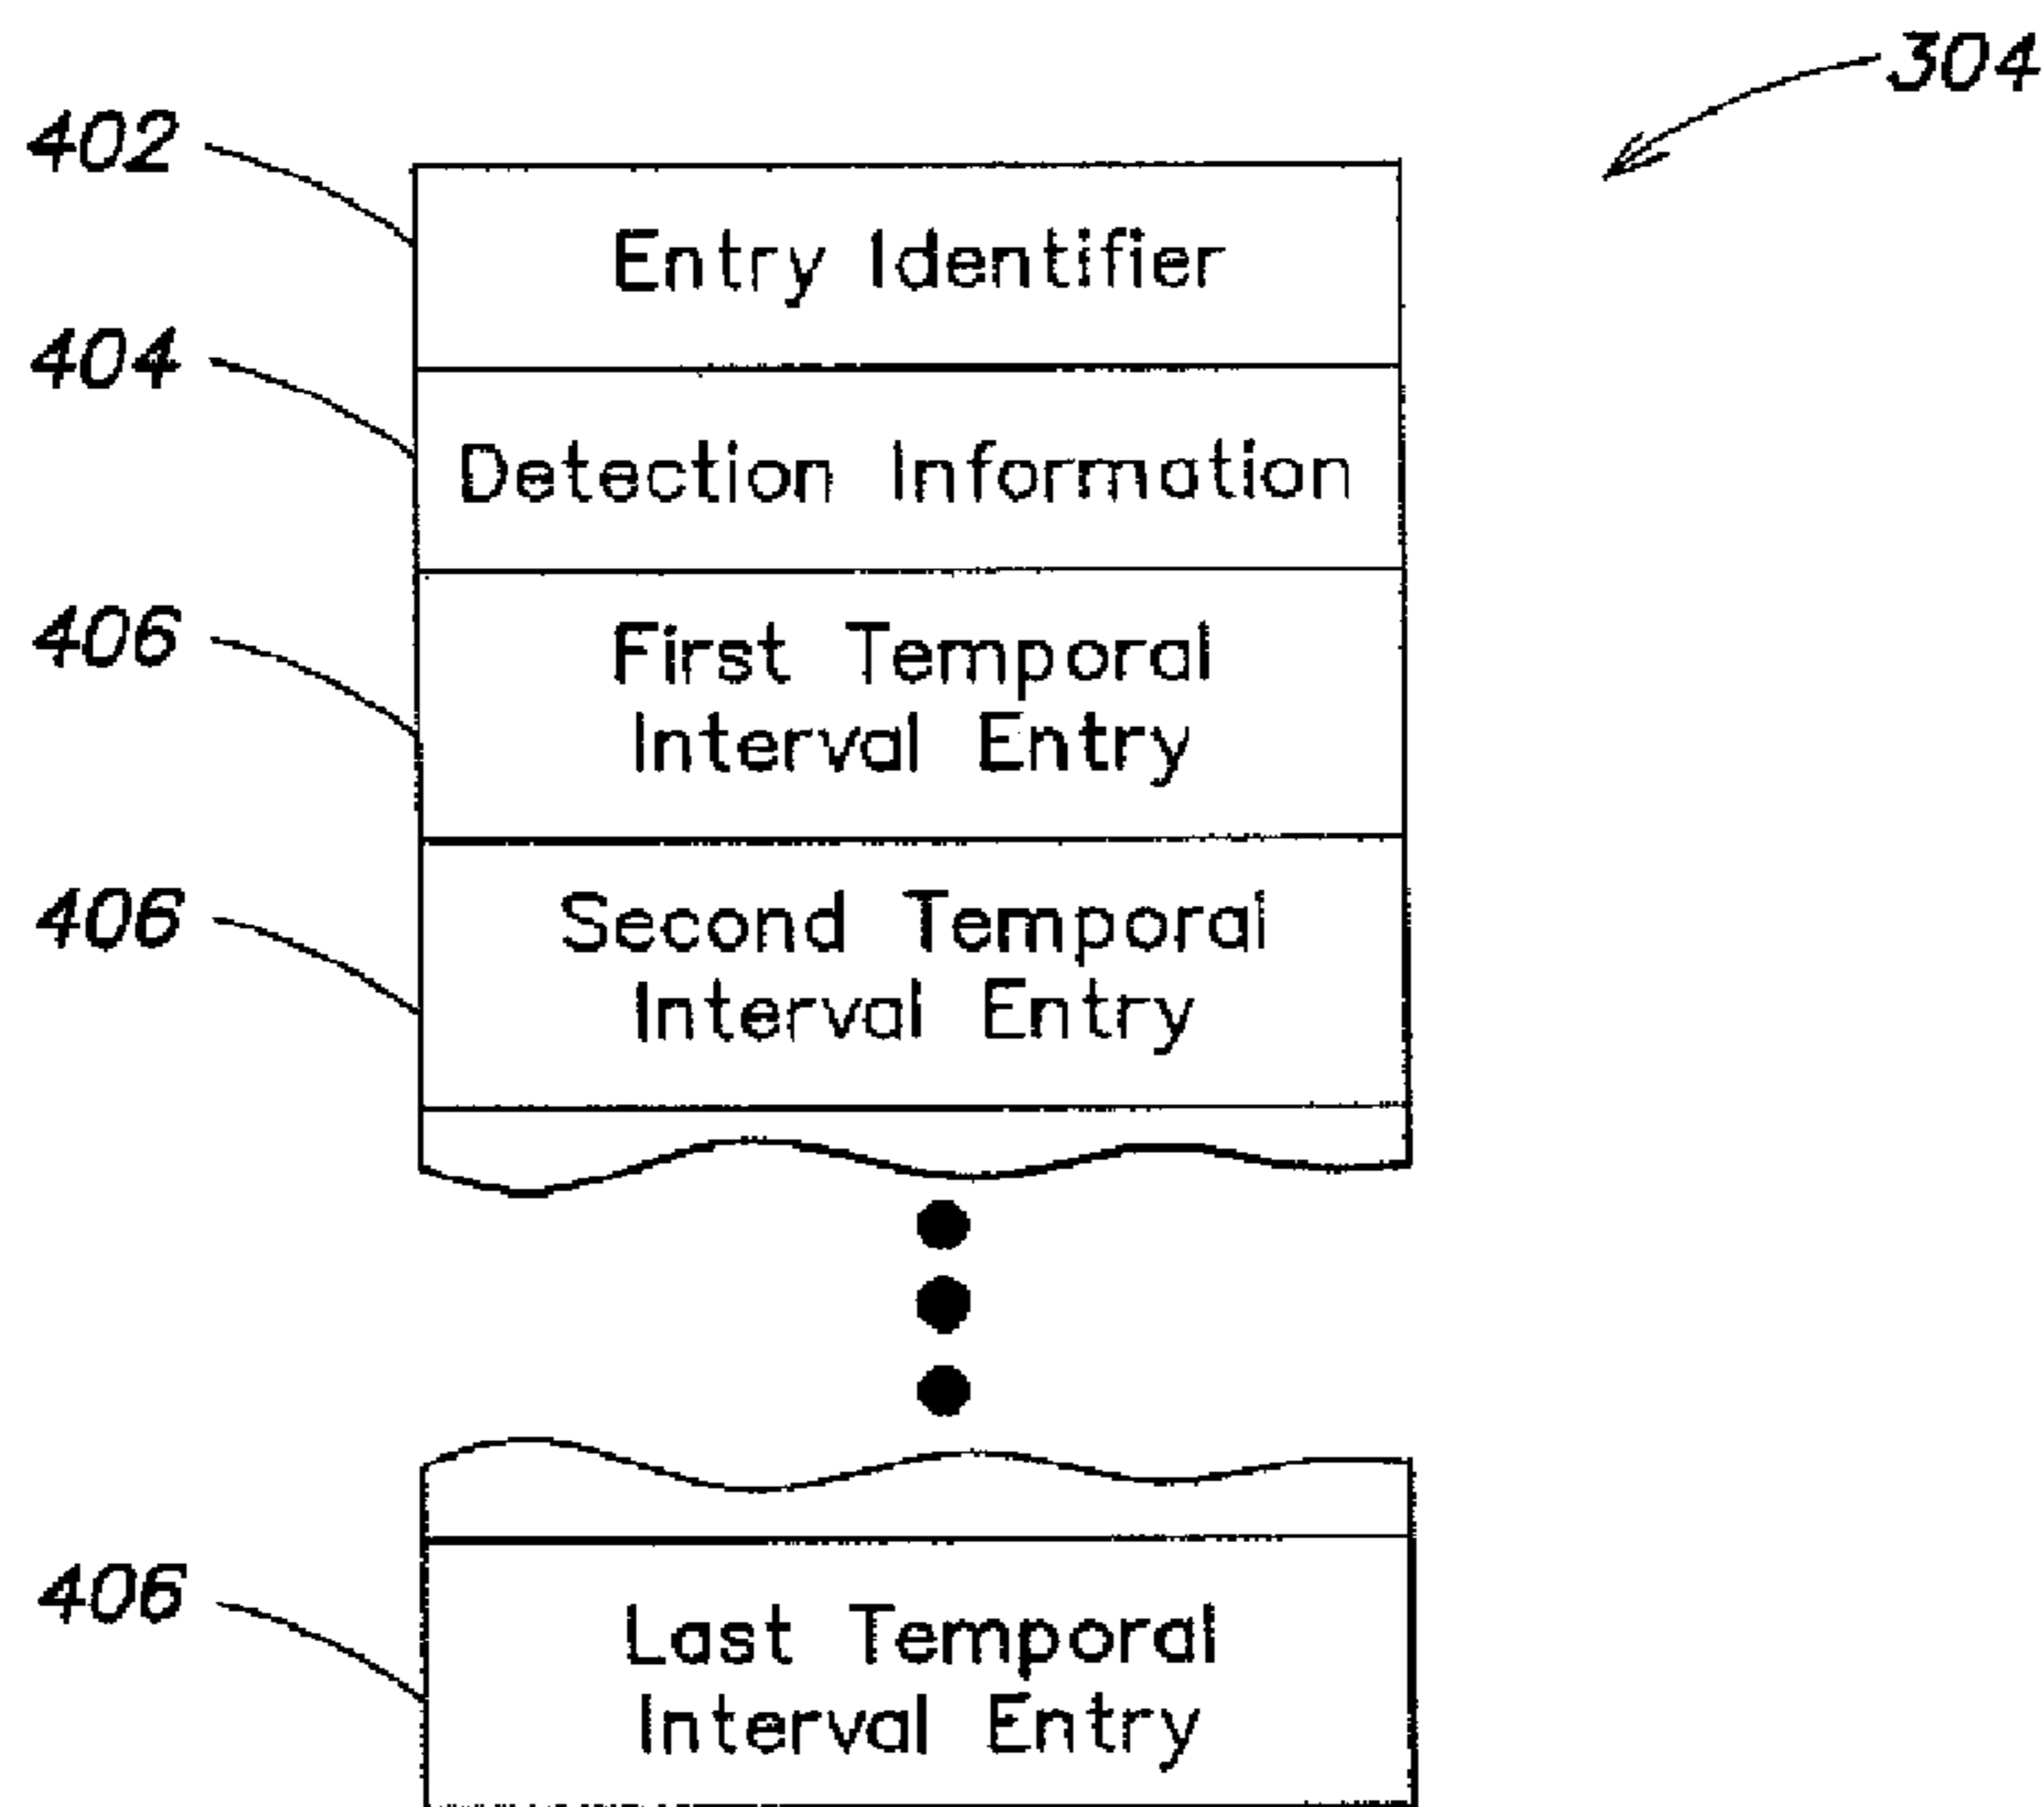 304
402
Entry Identifier
404
Detection Information
406
First Temporal
Interval Entry
406
Second Temporal
Interval Entry
406
Last Temporal
Interval Entry